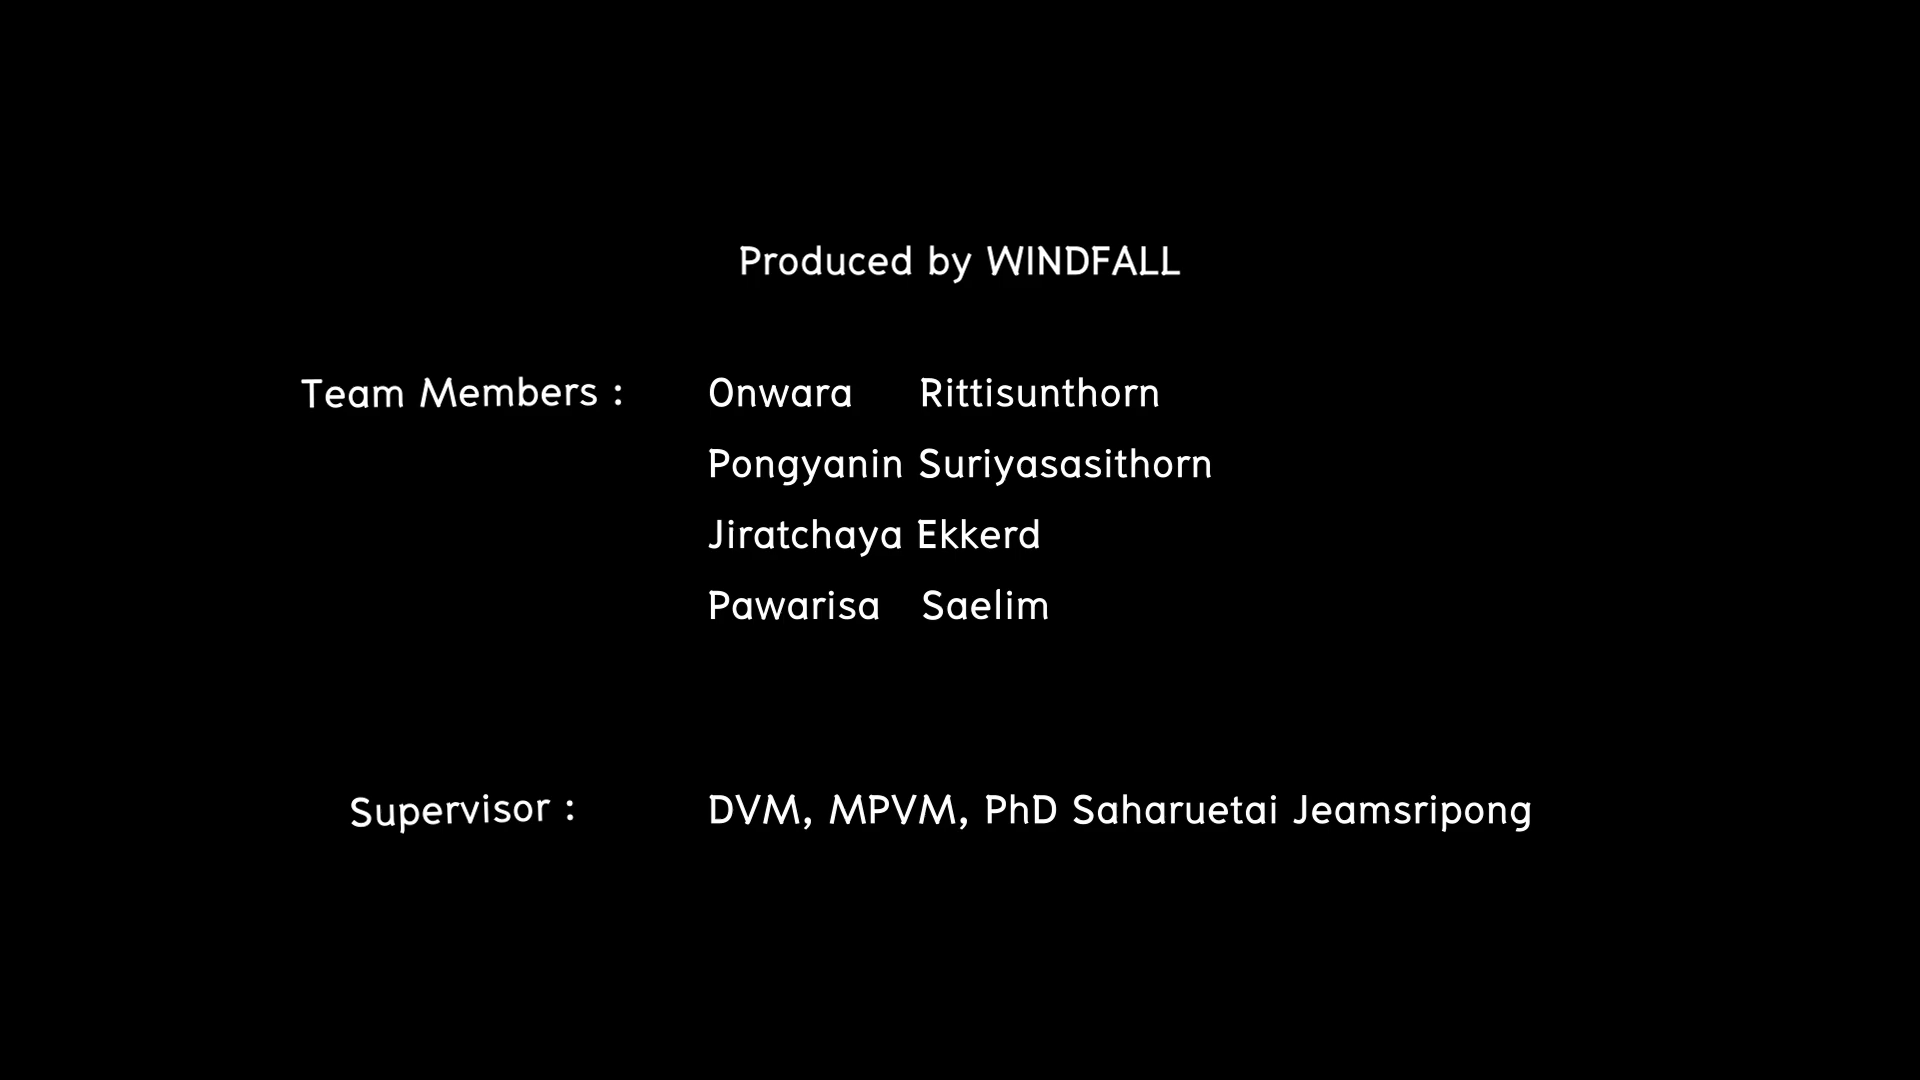 Produced by WINDFALL
Team Members : Onwara Rittisunthorn
Pongyanin Suriyasasithorn
Jiratchaya Ekkerd
Pawarisa Saelim
Supervisor : DVM, MPVM, PhD Saharuetai Jeamsripong